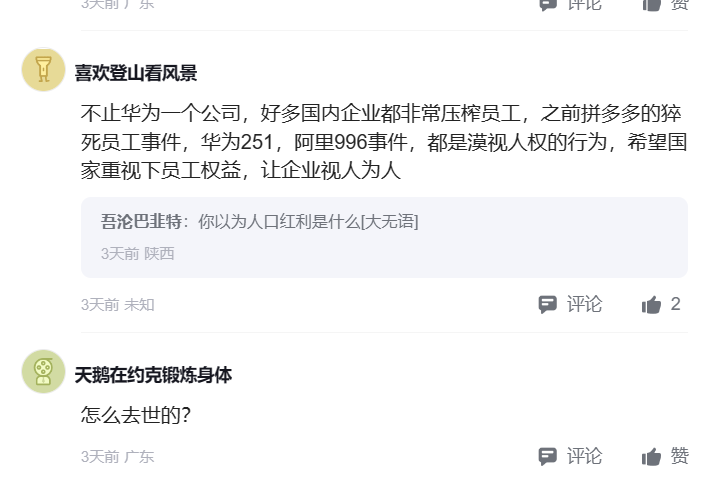 3天前 广东
评论
赞
喜欢登山看风景
不止华为一个公司，好多国内企业都非常压榨员工，之前拼多多的猝
死员工事件，华为251，阿里996事件，都是漠视人权的行为，希望国
家重视下员工权益，让企业视人为人
吾沦巴韭特：你以为人口红利是什么[大无语]
3天前 陕西
3天前 未知
评论
2
天鹅在约克锻炼身体
怎么去世的？
3天前 广东
评论
赞